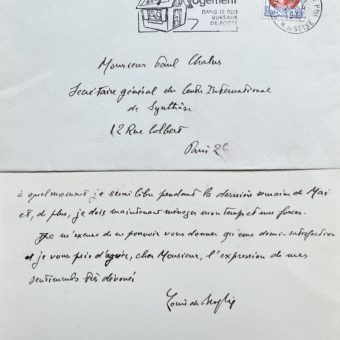 logement
DANS LE DUO
BUREAUX
DE POSTE
Monsieur Paul Chalus
Secrétaire général du Centre International
de Synthèse
12 Rue Colbert
Paris 2e
à quel moment je serai libre pendant la dernière semaine de Mai
et, de plus, je dois maintenant ménager mon temps et mes forces.
Je m'excuse de ne pouvoir vous donner qu'une demi-satisfaction
et je vous prie d'agréer, cher Monsieur, l'expression de mes
sentiments très dévoués
Louis de Broglie